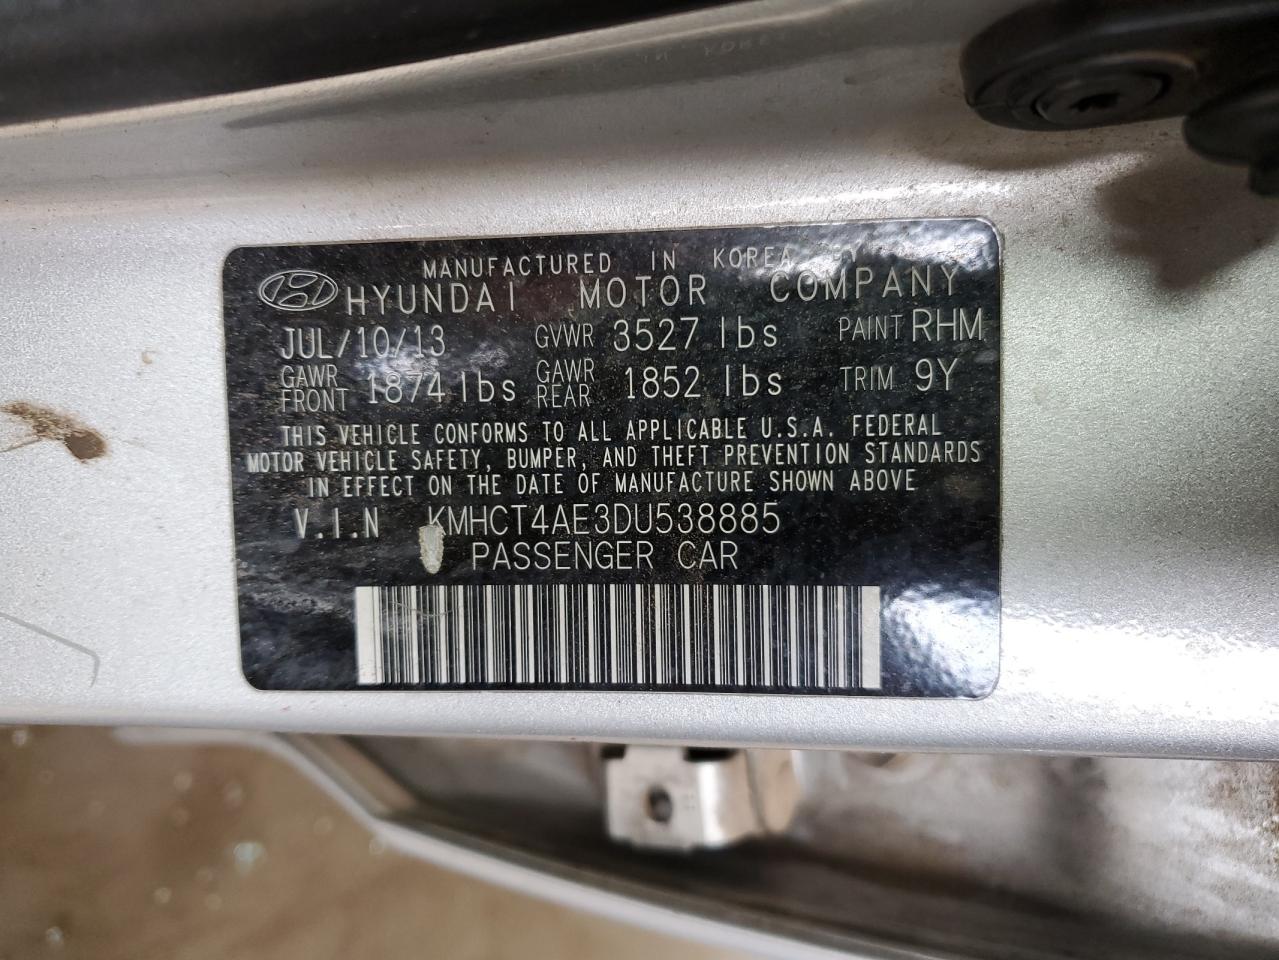 MANUFACTURED IN KOREA BY
HYUNDAI MOTOR COMPANY
JUL/10/13 GVWR 3527 lbs PAINT RHM
GAWR FRONT 1874 lbs GAWR REAR 1852 lbs TRIM 9Y
THIS VEHICLE CONFORMS TO ALL APPLICABLE U.S.A. FEDERAL
MOTOR VEHICLE SAFETY, BUMPER, AND THEFT PREVENTION STANDARDS
IN EFFECT ON THE DATE OF MANUFACTURE SHOWN ABOVE
V.I.N KMHCT4AE3DU538885
PASSENGER CAR